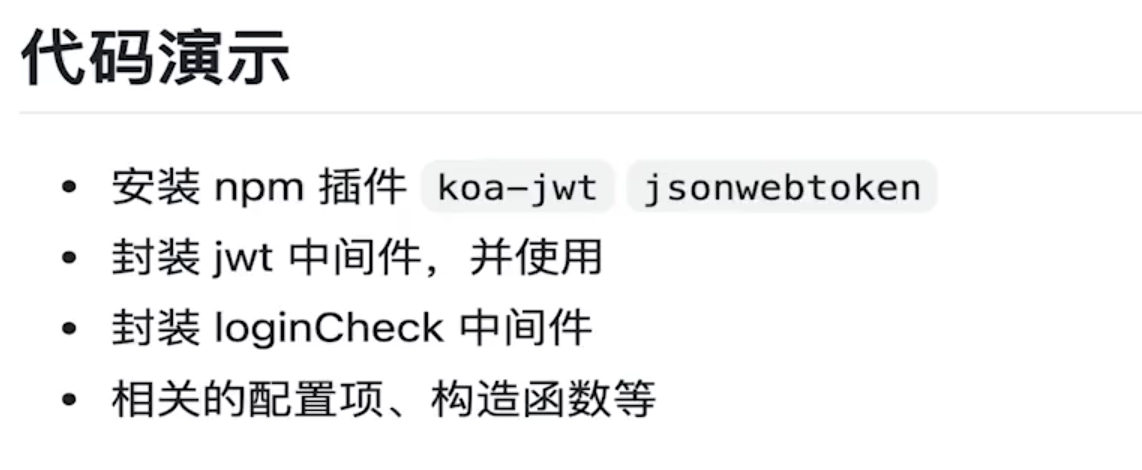 代码演示
安装 npm 插件 koa-jwt jsonwebtoken
封装 jwt 中间件，并使用
封装 loginCheck 中间件
相关的配置项、构造函数等